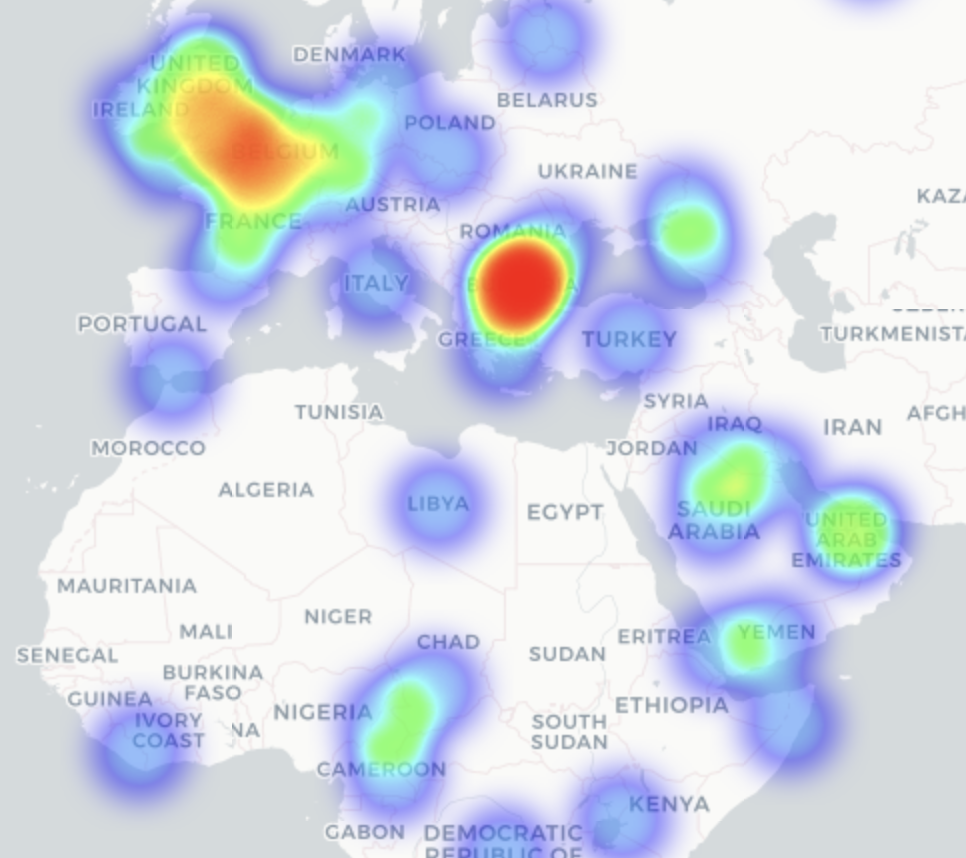 DENMARK
UNITED
KINGDOM
IRELAND
BELARUS
POLAND
BELGIUM
UKRAINE
KAZA
AUSTRIA
FRANCE
ROMANIA
ITALY
PORTUGAL
GREECE
TURKEY
TURKMENISTA
SYRIA
TUNISIA
IRAQ
IRAN
AFGH
MOROCCO
JORDAN
ALGERIA
LIBYA
EGYPT
SAUDI
ARABIA
UNITED
ARAB
EMIRATES
MAURITANIA
NIGER
MALI
CHAD
ERITREA
YEMEN
SENEGAL
SUDAN
BURKINA
FASO
GUINEA
NIGERIA
ETHIOPIA
IVORY
COAST
NA
SOUTH
SUDAN
CAMEROON
KENYA
GABON
DEMOCRATIC
REPUBLIC OF